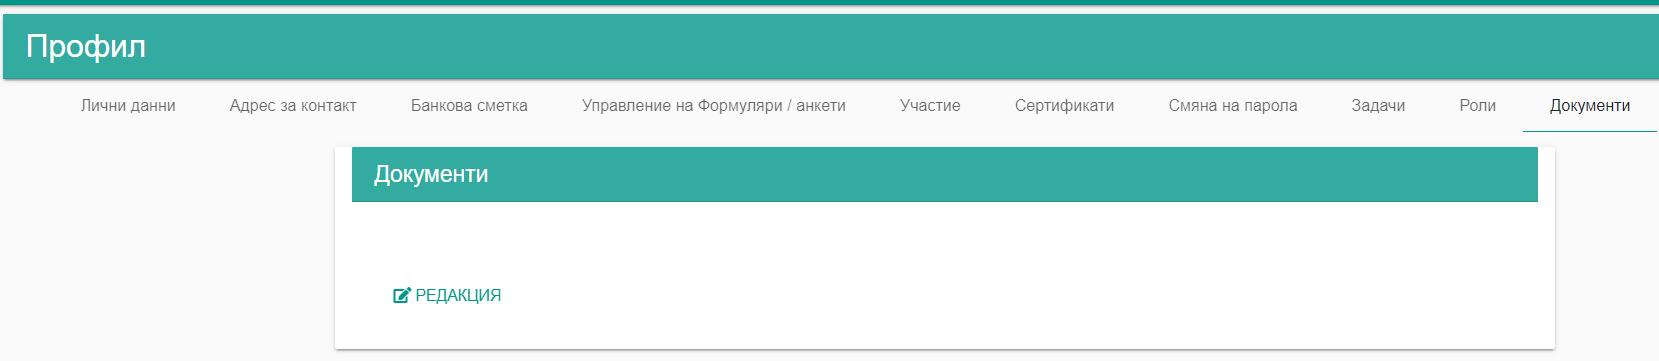 Профил
Лични данни Адрес за контакт Банкова сметка Управление на Формуляри / анкети Участие Сертификати Смяна на парола Задачи Роли Документи
Документи
РЕДАКЦИЯ